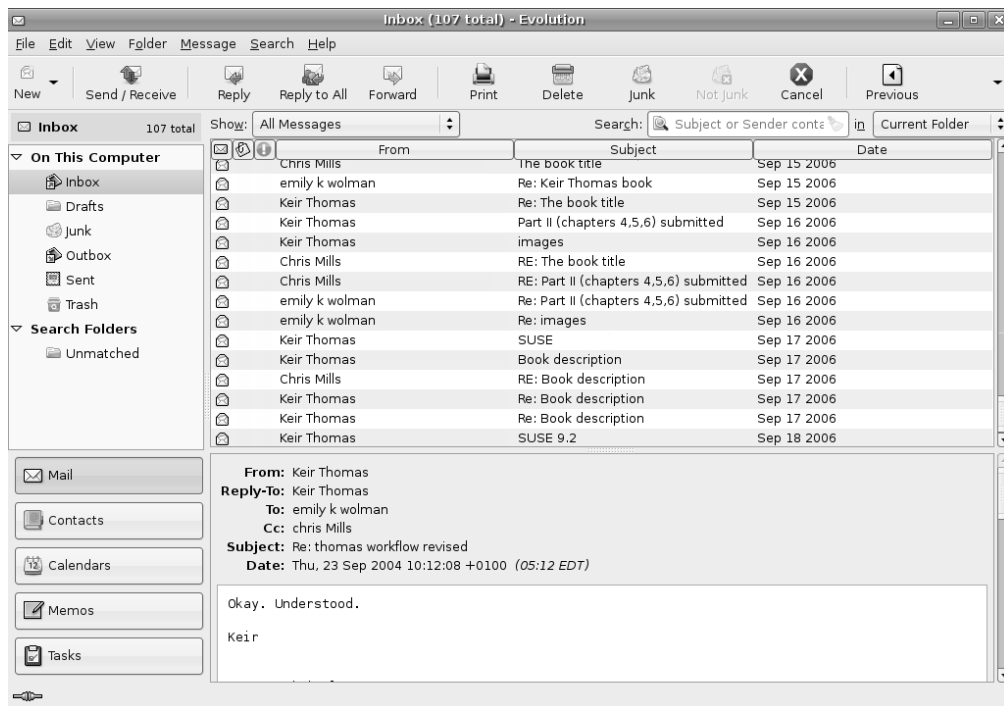 Inbox (107 total) - Evolution
File Edit View Folder Message Search Help
New Send / Receive Reply Reply to All Forward Print Delete Junk Not Junk Cancel Previous
Inbox 107 total
Show: All Messages Search: Subject or Sender conta in Current Folder
On This Computer
Inbox
Drafts
Junk
Outbox
Sent
Trash
Search Folders
Unmatched
From Subject Date
Chris Mills The book title Sep 15 2006
emily k wolman Re: Keir Thomas book Sep 15 2006
Keir Thomas Re: The book title Sep 15 2006
Keir Thomas Part II (chapters 4,5,6) submitted Sep 16 2006
Keir Thomas images Sep 16 2006
Chris Mills RE: The book title Sep 16 2006
Chris Mills RE: Part II (chapters 4,5,6) submitted Sep 16 2006
emily k wolman Re: Part II (chapters 4,5,6) submitted Sep 16 2006
emily k wolman Re: images Sep 16 2006
Keir Thomas SUSE Sep 17 2006
Keir Thomas Book description Sep 17 2006
Chris Mills RE: Book description Sep 17 2006
Keir Thomas Re: Book description Sep 17 2006
Keir Thomas Re: Book description Sep 17 2006
Keir Thomas SUSE 9.2 Sep 18 2006
Mail
Contacts
12 Calendars
Memos
Tasks
From: Keir Thomas
Reply-To: Keir Thomas
To: emily k wolman
Cc: chris Mills
Subject: Re: thomas workflow revised
Date: Thu, 23 Sep 2004 10:12:08 +0100 (05:12 EDT)
Okay. Understood.
Keir